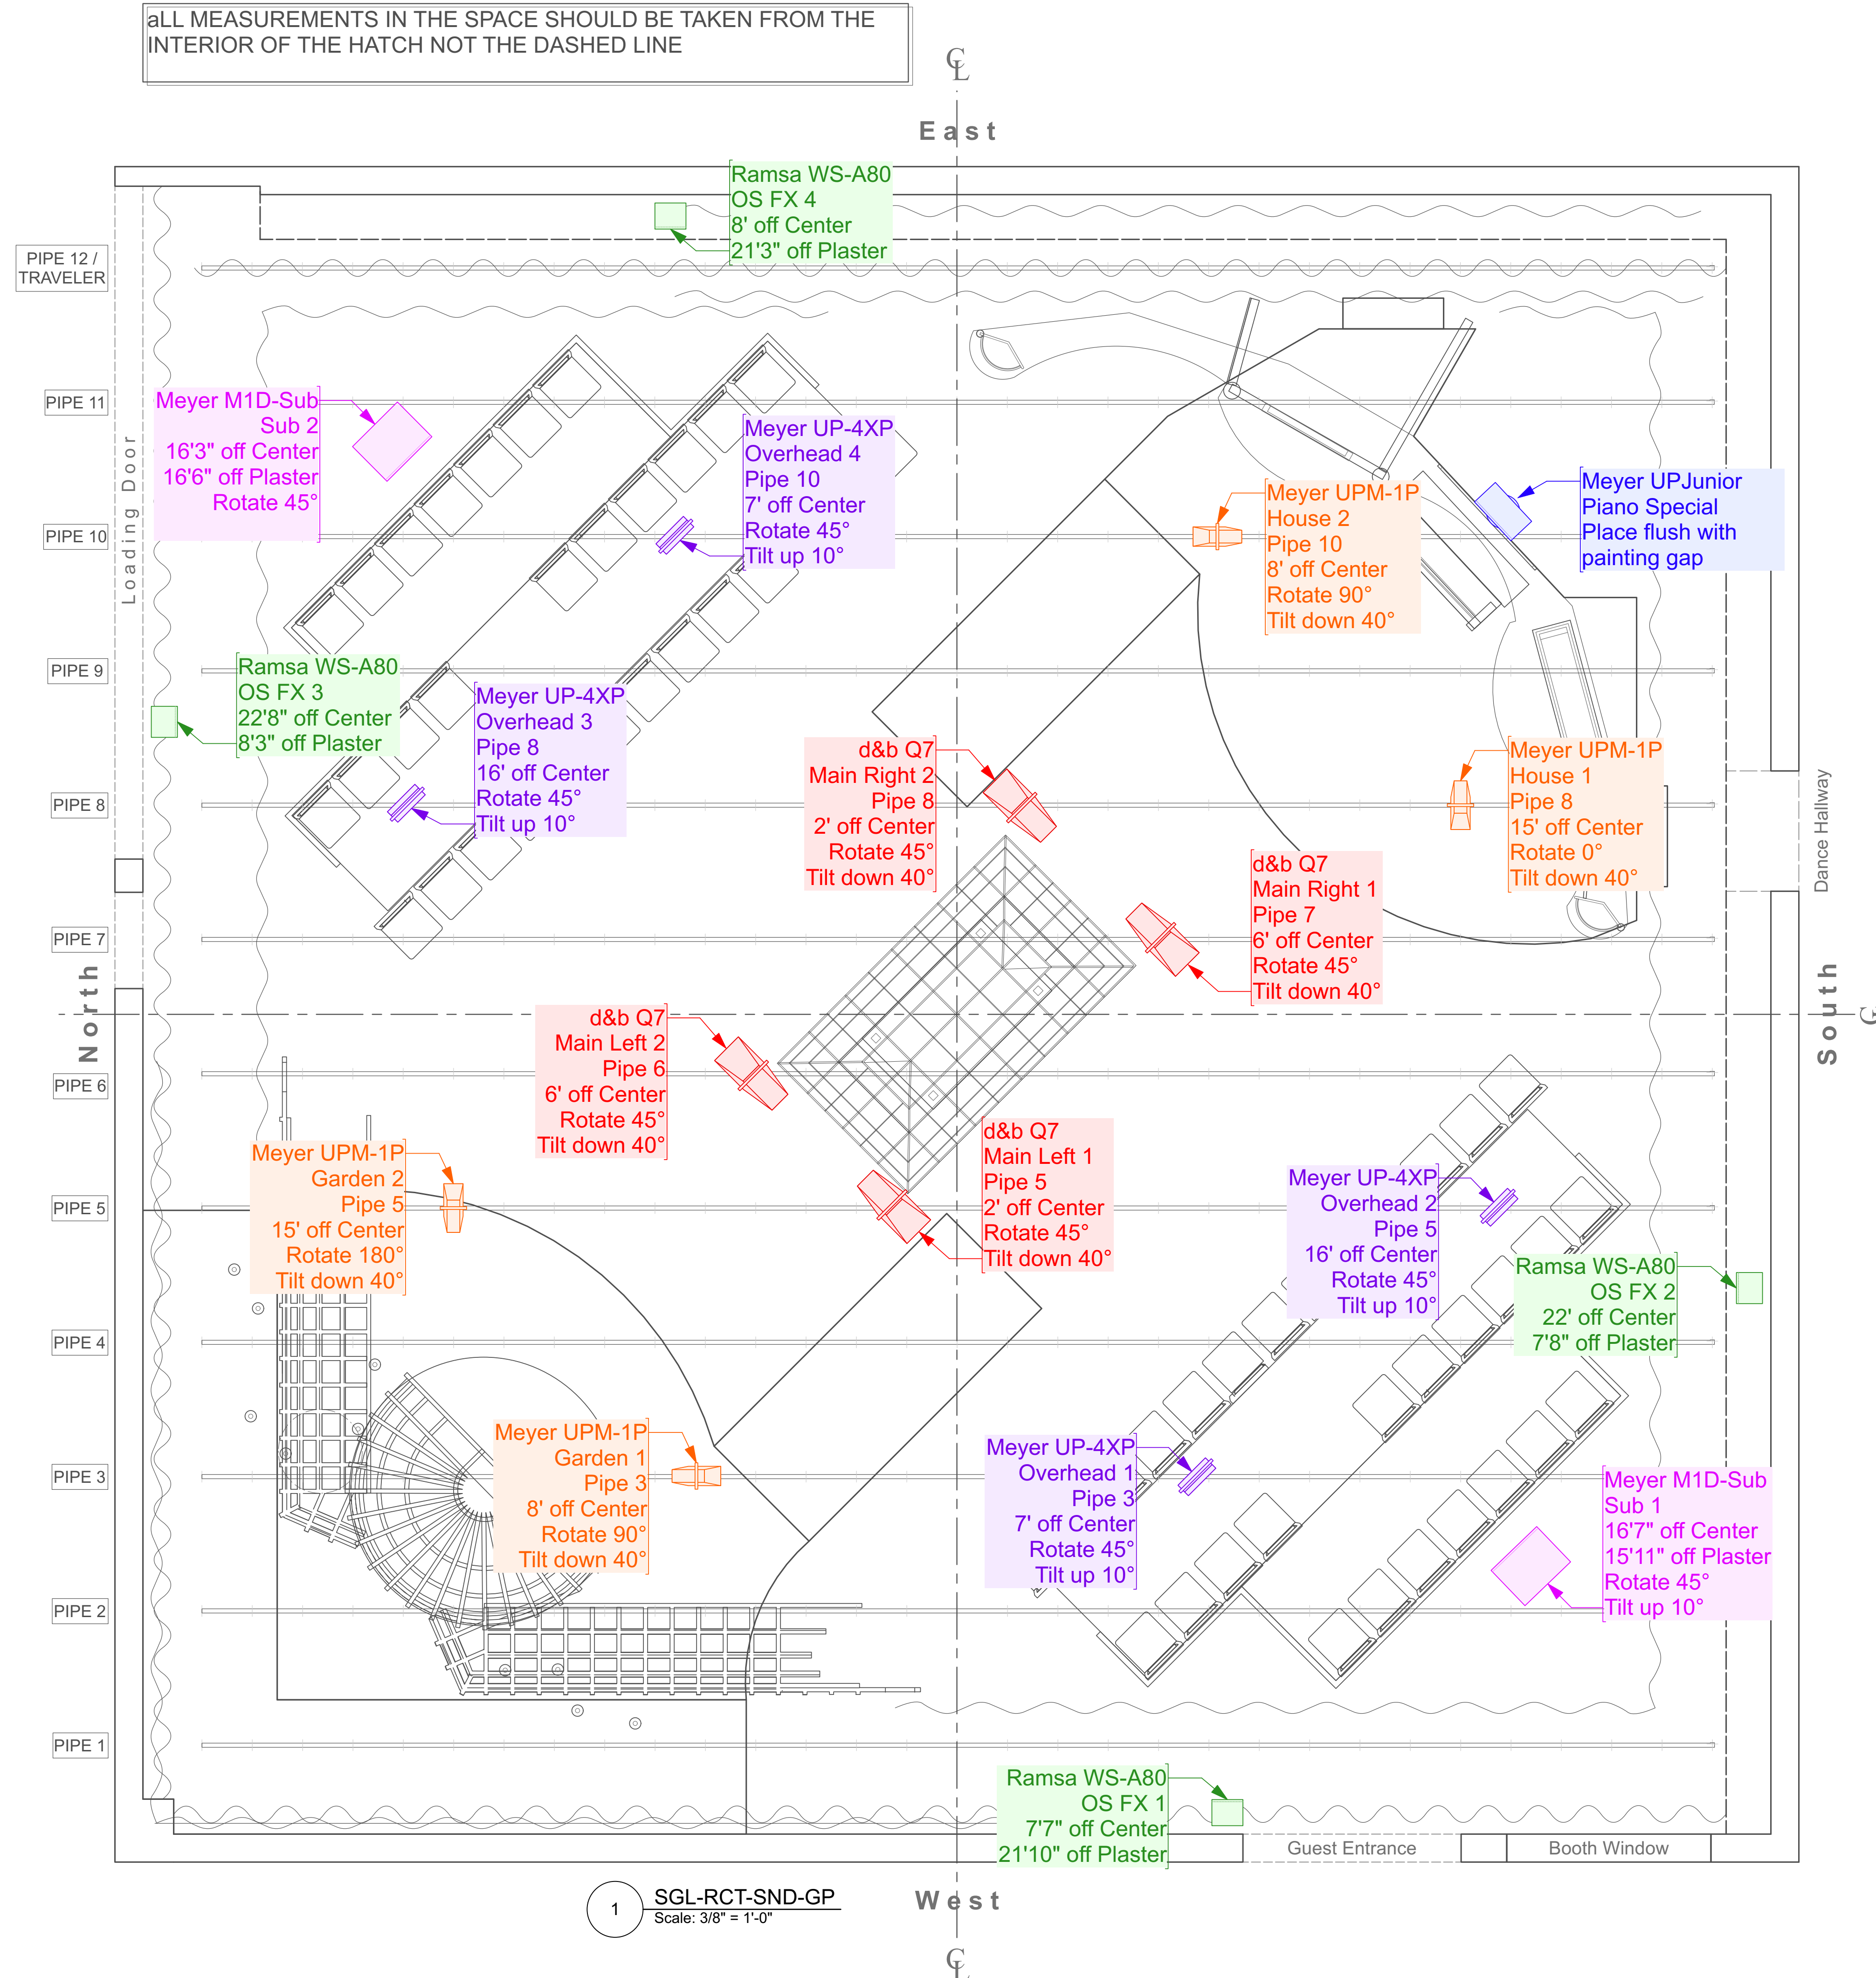 aLL MEASUREMENTS IN THE SPACE SHOULD BE TAKEN FROM THE
INTERIOR OF THE HATCH NOT THE DASHED LINE
East
Ramsa WS-A80
OS FX 4
8' off Center
21'3" off Plaster
PIPE 12 /
TRAVELER
PIPE 11
Meyer M1D-Sub
Sub 2
16'3" off Center
16'6" off Plaster
Rotate 45°
Meyer UP-4XP
Overhead 4
Pipe 10
7' off Center
Rotate 45°
Tilt up 10°
Meyer UPM-1P
House 2
Pipe 10
8' off Center
Rotate 90°
Tilt down 40°
Meyer UPJunior
Piano Special
Place flush with
painting gap
Loading Door
PIPE 10
PIPE 9
Ramsa WS-A80
OS FX 3
22'8" off Center
8'3" off Plaster
Meyer UP-4XP
Overhead 3
Pipe 8
16' off Center
Rotate 45°
Tilt up 10°
d&b Q7
Main Right 2
Pipe 8
2' off Center
Rotate 45°
Tilt down 40°
Meyer UPM-1P
House 1
Pipe 8
15' off Center
Rotate 0°
Tilt down 40°
Dance Hallway
PIPE 8
d&b Q7
Main Right 1
Pipe 7
6' off Center
Rotate 45°
Tilt down 40°
PIPE 7
North
South
d&b Q7
Main Left 2
Pipe 6
6' off Center
Rotate 45°
Tilt down 40°
PIPE 6
d&b Q7
Main Left 1
Pipe 5
2' off Center
Rotate 45°
Tilt down 40°
Meyer UPM-1P
Garden 2
Pipe 5
15' off Center
Rotate 180°
Tilt down 40°
Meyer UP-4XP
Overhead 2
Pipe 5
16' off Center
Rotate 45°
Tilt up 10°
PIPE 5
Ramsa WS-A80
OS FX 2
22' off Center
7'8" off Plaster
PIPE 4
Meyer UPM-1P
Garden 1
Pipe 3
8' off Center
Rotate 90°
Tilt down 40°
Meyer UP-4XP
Overhead 1
Pipe 3
7' off Center
Rotate 45°
Tilt up 10°
PIPE 3
Meyer M1D-Sub
Sub 1
16'7" off Center
15'11" off Plaster
Rotate 45°
Tilt up 10°
PIPE 2
PIPE 1
Ramsa WS-A80
OS FX 1
7'7" off Center
21'10" off Plaster
Guest Entrance
Booth Window
1
SGL-RCT-SND-GP
Scale: 3/8" = 1'-0"
West